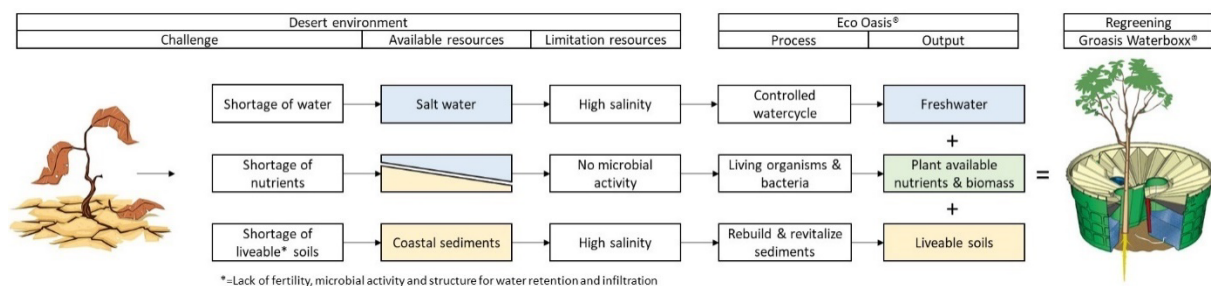 Desert environment
Eco Oasis®
Regreening
Challenge
Available resources
Limitation resources
Process
Output
Groasis Waterboxx®
Shortage of water
Salt water
High salinity
Controlled
watercycle
Freshwater
+
Shortage of
nutrients
No microbial
activity
Living organisms &
bacteria
Plant available
nutrients & biomass
=
+
Shortage of
liveable* soils
Coastal sediments
High salinity
Rebuild & revitalize
sediments
Liveable soils
*=Lack of fertility, microbial activity and structure for water retention and infiltration